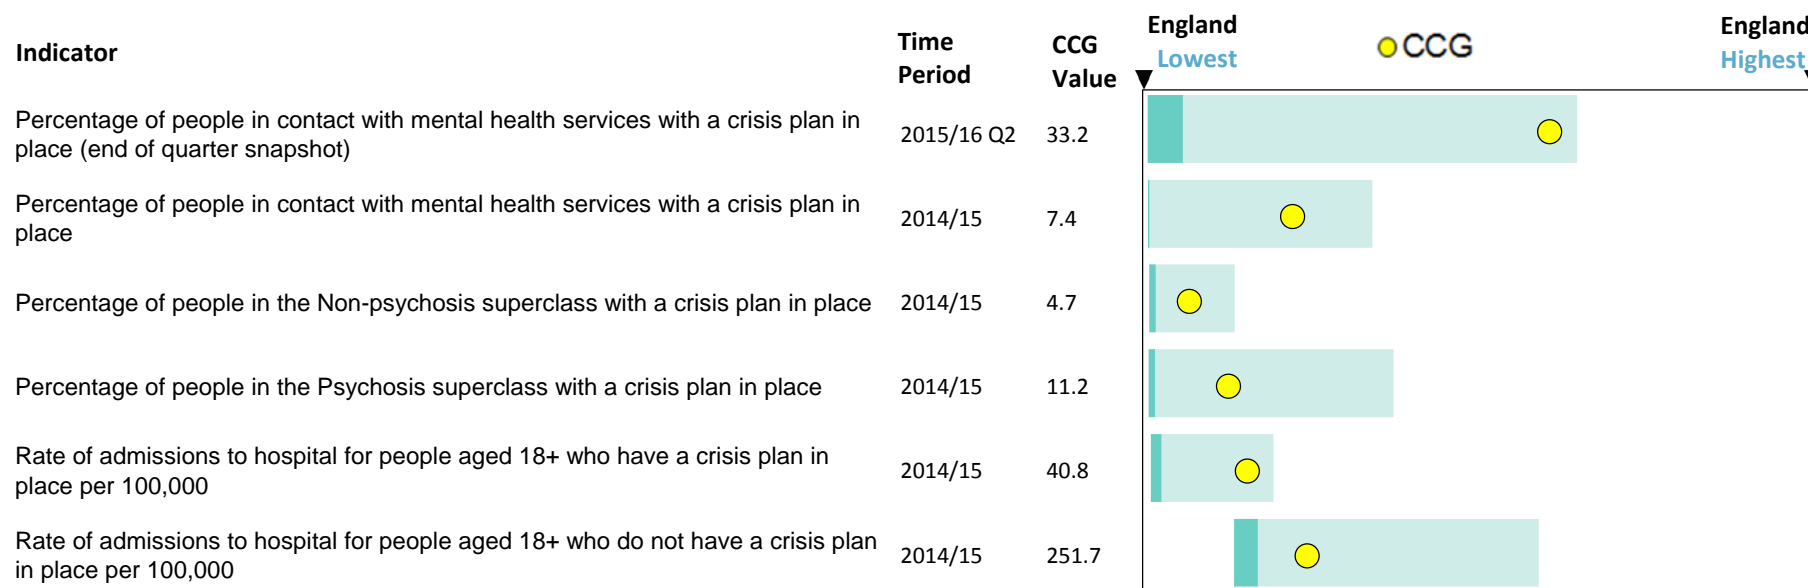 Indicator
Time
Period
CCG
Value
England
Lowest
CCG
England
Highest
Percentage of people in contact with mental health services with a crisis plan in
place (end of quarter snapshot)
2015/16 Q2
33.2
Percentage of people in contact with mental health services with a crisis plan in
place
2014/15
7.4
Percentage of people in the Non-psychosis superclass with a crisis plan in place
2014/15
4.7
Percentage of people in the Psychosis superclass with a crisis plan in place
2014/15
11.2
Rate of admissions to hospital for people aged 18+ who have a crisis plan in
place per 100,000
2014/15
40.8
Rate of admissions to hospital for people aged 18+ who do not have a crisis plan
in place per 100,000
2014/15
251.7